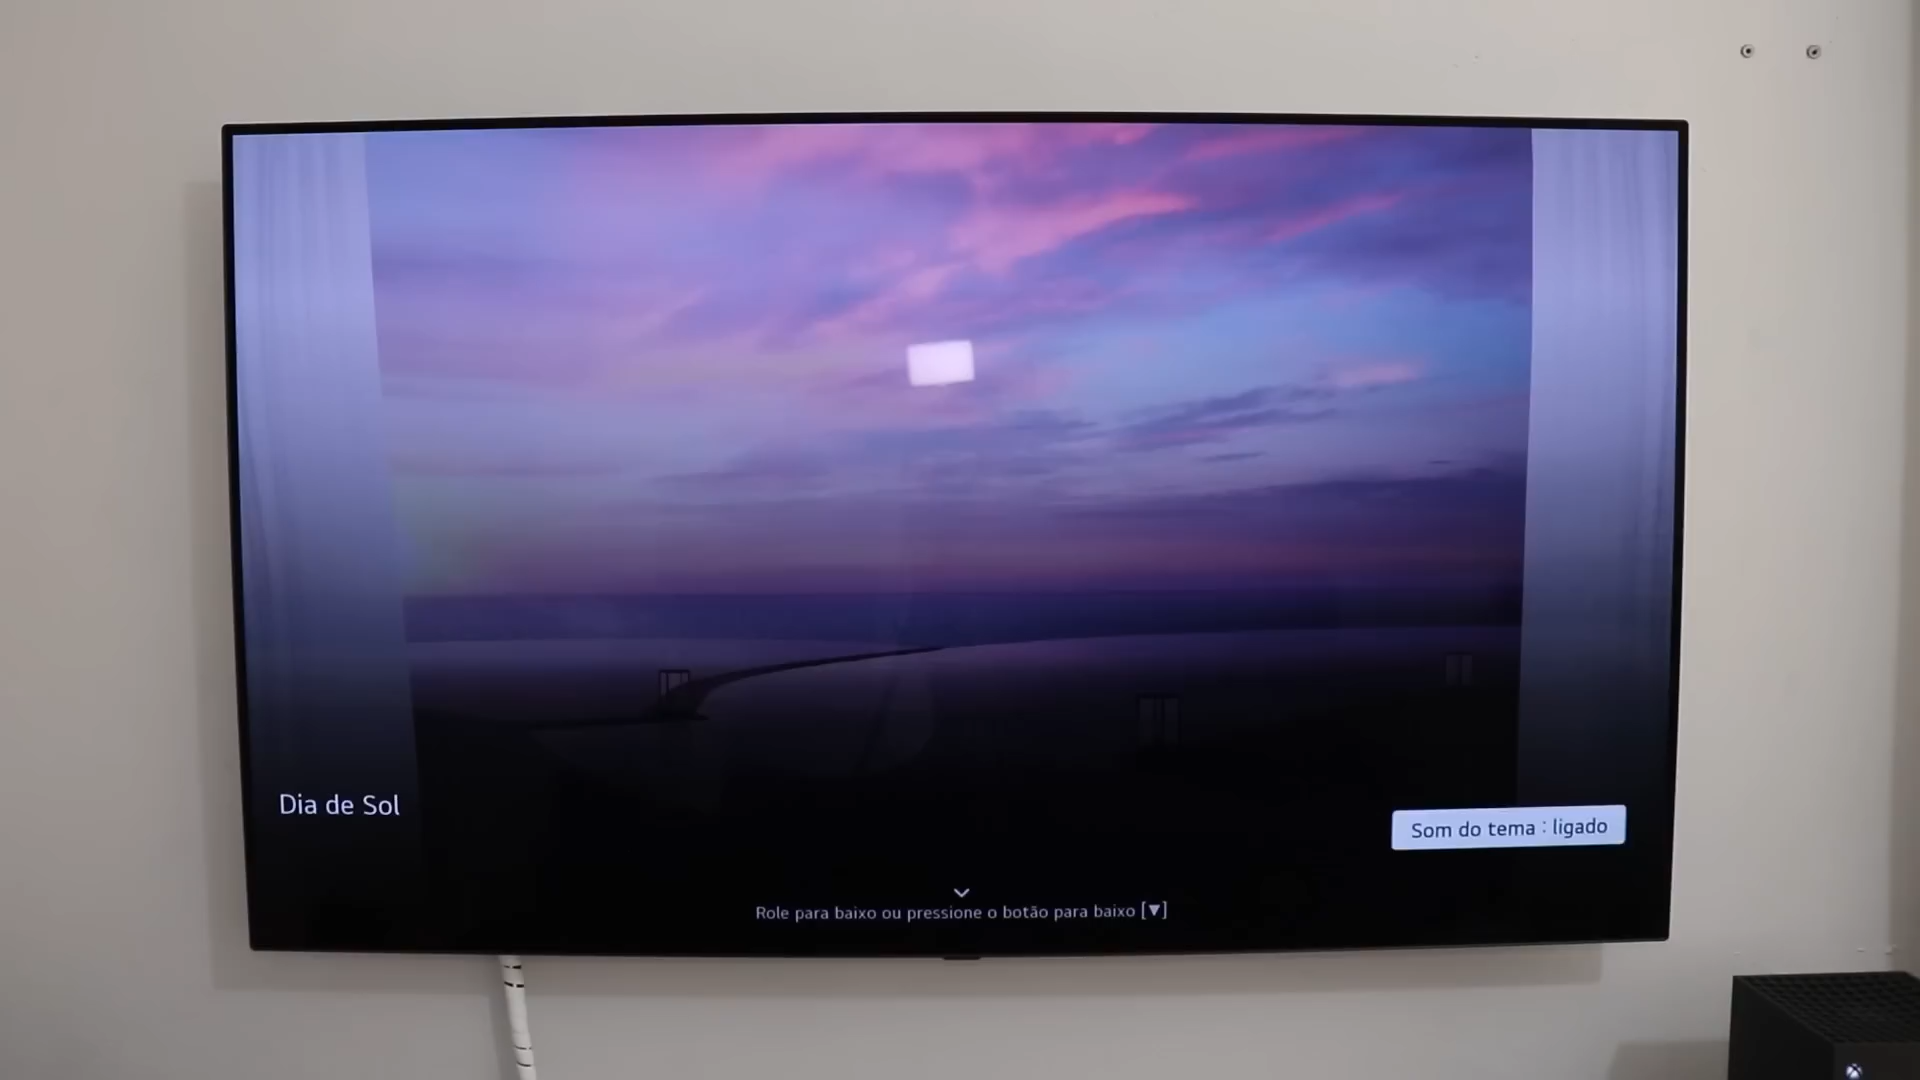 Dia de Sol
Som do tema : ligado
Role para baixo ou pressione o botão para baixo [▼]